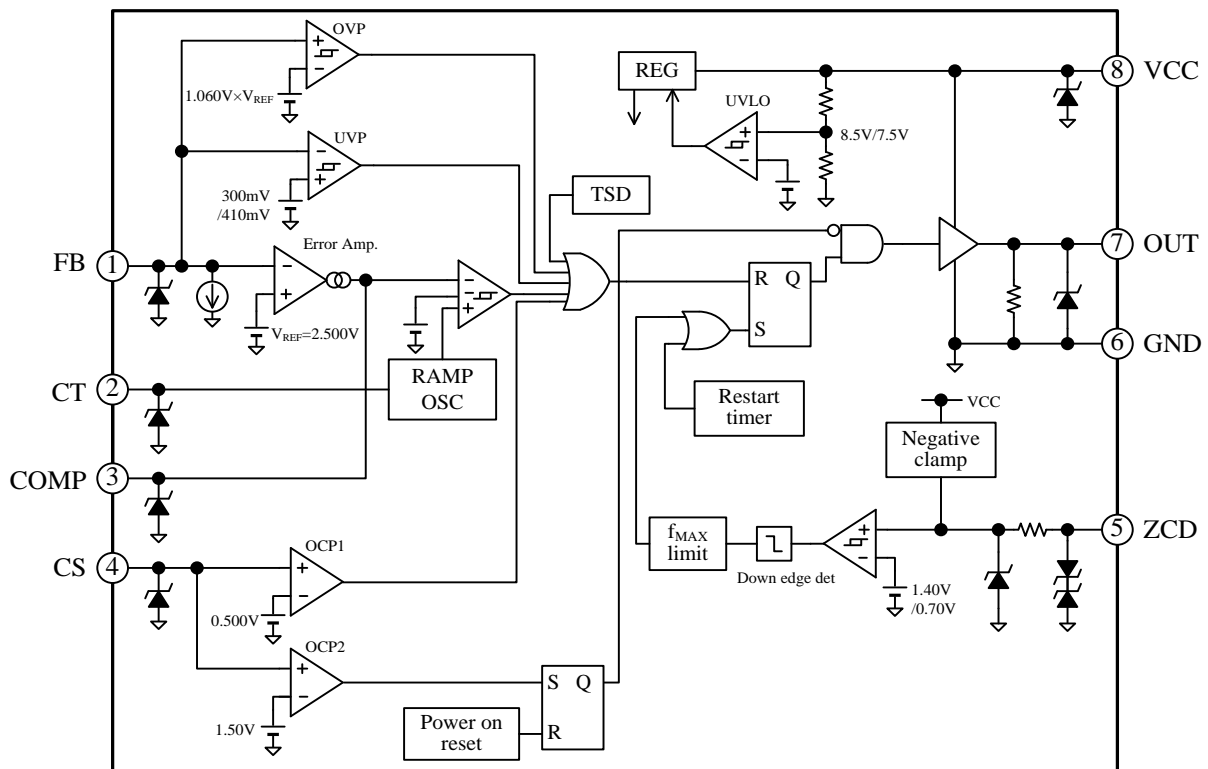 OVP
+
−
1.060V×VREF
UVP
−
+
300mV
/410mV
REG
UVLO
+
−
8.5V/7.5V
8
VCC
TSD
FB
1
Error Amp.
−
+
VREF=2.500V
−
−
+
RAMP
OSC
R Q
S
7
OUT
6
GND
CT
2
Restart
timer
VCC
Negative
clamp
COMP
3
fMAX
limit
Down edge det
+
−
1.40V
/0.70V
5
ZCD
CS
4
OCP1
+
−
0.500V
OCP2
+
−
1.50V
S Q
R
Power on
reset